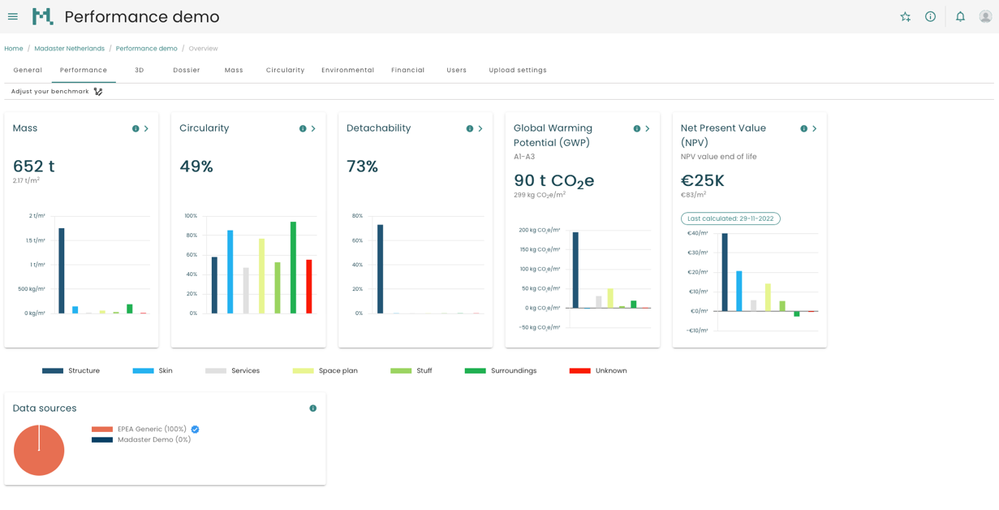 Performance demo
Home / Madaster Netherlands / Performance demo / Overview
General Performance 3D Dossier Mass Circularity Environmental Financial Users Upload settings
Adjust your benchmark
Mass
652 t
2.17 t/m²
2 t/m²
1.5 t/m²
1 t/m²
500 kg/m²
0 kg/m²
Circularity
49%
100%
80%
60%
40%
20%
0%
Detachability
73%
80%
60%
40%
20%
0%
Global Warming
Potential (GWP)
A1-A3
90 t CO₂e
299 kg CO₂e/m²
200 kg CO₂e/m²
150 kg CO₂e/m²
100 kg CO₂e/m²
50 kg CO₂e/m²
0 kg CO₂e/m²
-50 kg CO₂e/m²
Net Present Value
(NPV)
NPV value end of life
€25K
€83/m²
Last calculated: 29-11-2022
€40/m²
€30/m²
€20/m²
€10/m²
€0/m²
-€10/m²
Structure Skin Services Space plan Stuff Surroundings Unknown
Data sources
EPEA Generic (100%)
Madaster Demo (0%)